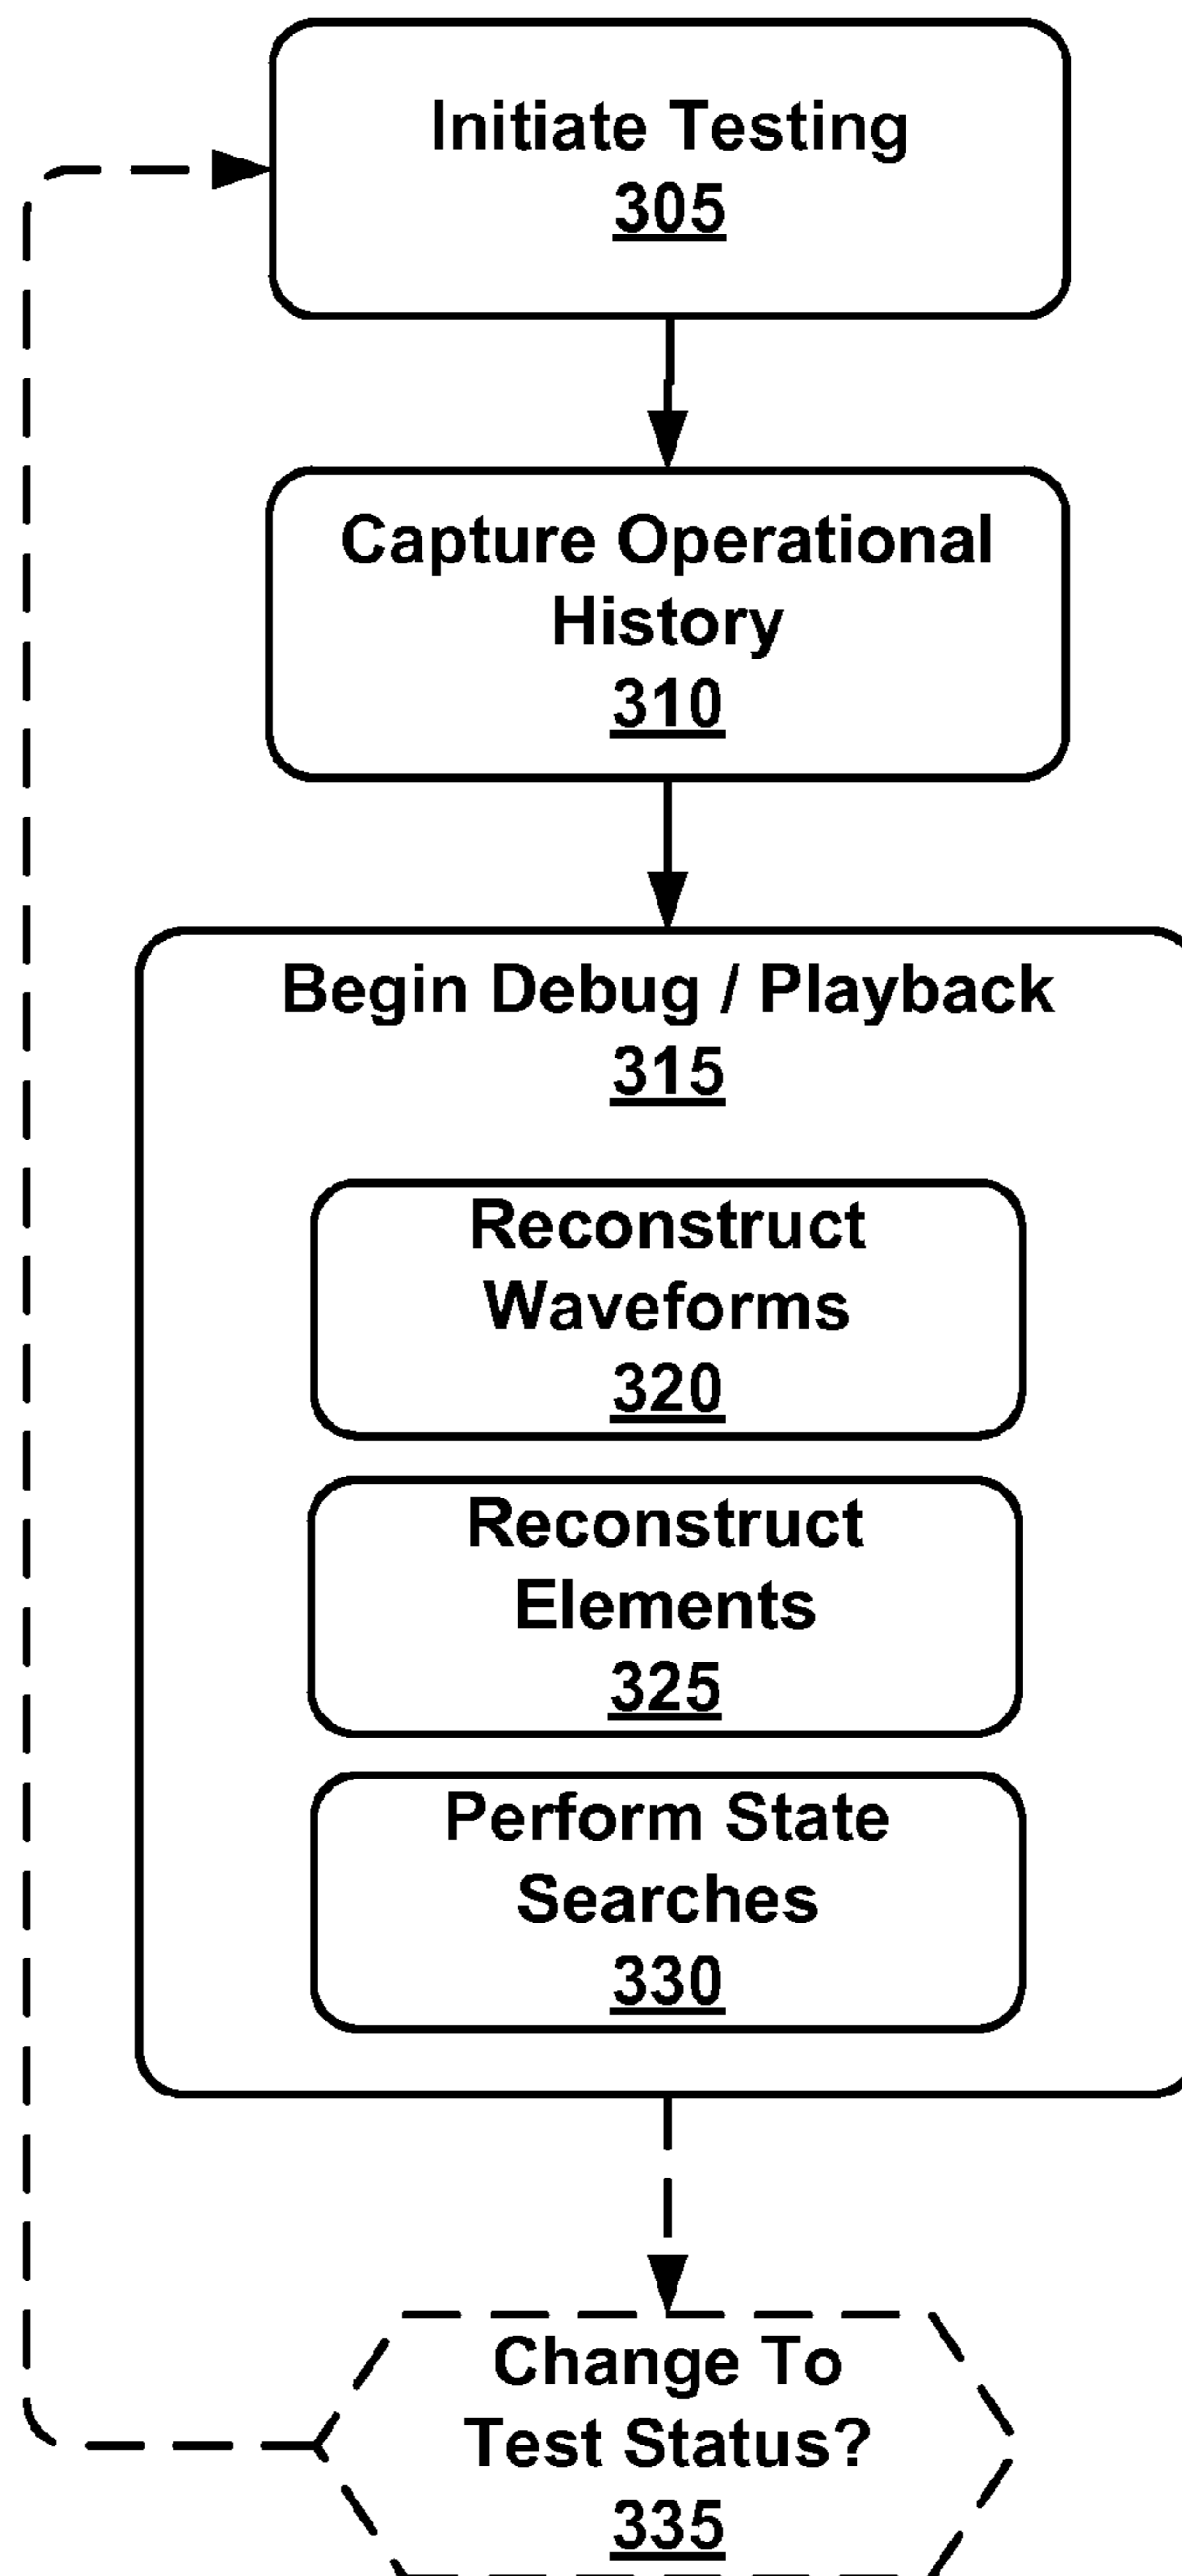 Initiate Testing
305
Capture Operational
History
310
Begin Debug / Playback
315
Reconstruct
Waveforms
320
Reconstruct
Elements
325
Perform State
Searches
330
Change To
Test Status?
335